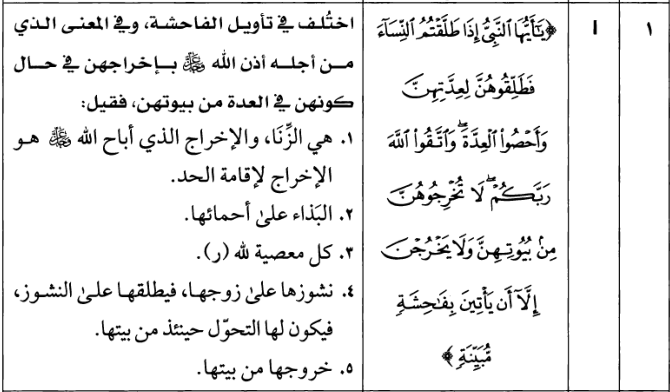 ١
ا
﴿يَٰٓأَيُّهَا ٱلنَّبِيُّ إِذَا طَلَّقۡتُمُ ٱلنِّسَآءَ
فَطَلِّقُوهُنَّ لِعِدَّتِهِنَّ
وَأَحۡصُواْ ٱلۡعِدَّةَۖ وَٱتَّقُواْ ٱللَّهَ
رَبَّكُمۡۖ لَا تُخۡرِجُوهُنَّ
مِنۢ بُيُوتِهِنَّ وَلَا يَخۡرُجۡنَ
إِلَّآ أَن يَأۡتِينَ بِفَٰحِشَةٖ
مُّبَيِّنَةٖ﴾
اختُلف في تأويل الفاحشة، وفي المعنى الذي
من أجله أذن الله ﷻ بإخراجهن في حال
كونهن في العدة من بيوتهن، فقيل:
١. هي الزِّنَا، والإخراج الذي أباح الله ﷻ هو
الإخراج لإقامة الحد.
٢. البَذاء علىٰ أحمائها.
٣. كل معصية لله (ر).
٤. نشوزها علىٰ زوجها، فيطلقها علىٰ النشوز،
فيكون لها التحوّل حينئذ من بيتها.
٥. خروجها من بيتها.